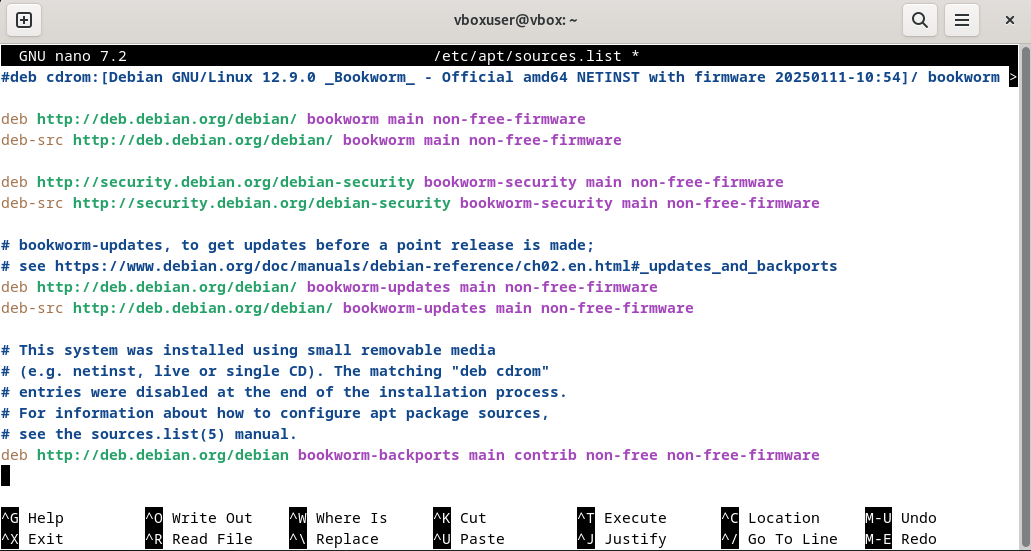 vboxuser@vbox: ~
GNU nano 7.2 /etc/apt/sources.list *
#deb cdrom:[Debian GNU/Linux 12.9.0 _Bookworm_ - Official amd64 NETINST with firmware 20250111-10:54]/ bookworm >
deb http://deb.debian.org/debian/ bookworm main non-free-firmware
deb-src http://deb.debian.org/debian/ bookworm main non-free-firmware
deb http://security.debian.org/debian-security bookworm-security main non-free-firmware
deb-src http://security.debian.org/debian-security bookworm-security main non-free-firmware
# bookworm-updates, to get updates before a point release is made;
# see https://www.debian.org/doc/manuals/debian-reference/ch02.en.html#_updates_and_backports
deb http://deb.debian.org/debian/ bookworm-updates main non-free-firmware
deb-src http://deb.debian.org/debian/ bookworm-updates main non-free-firmware
# This system was installed using small removable media
# (e.g. netinst, live or single CD). The matching "deb cdrom"
# entries were disabled at the end of the installation process.
# For information about how to configure apt package sources,
# see the sources.list(5) manual.
deb http://deb.debian.org/debian bookworm-backports main contrib non-free non-free-firmware
^G Help ^O Write Out ^W Where Is ^K Cut ^T Execute ^C Location M-U Undo
^X Exit ^R Read File ^\ Replace ^U Paste ^J Justify ^/ Go To Line M-E Redo